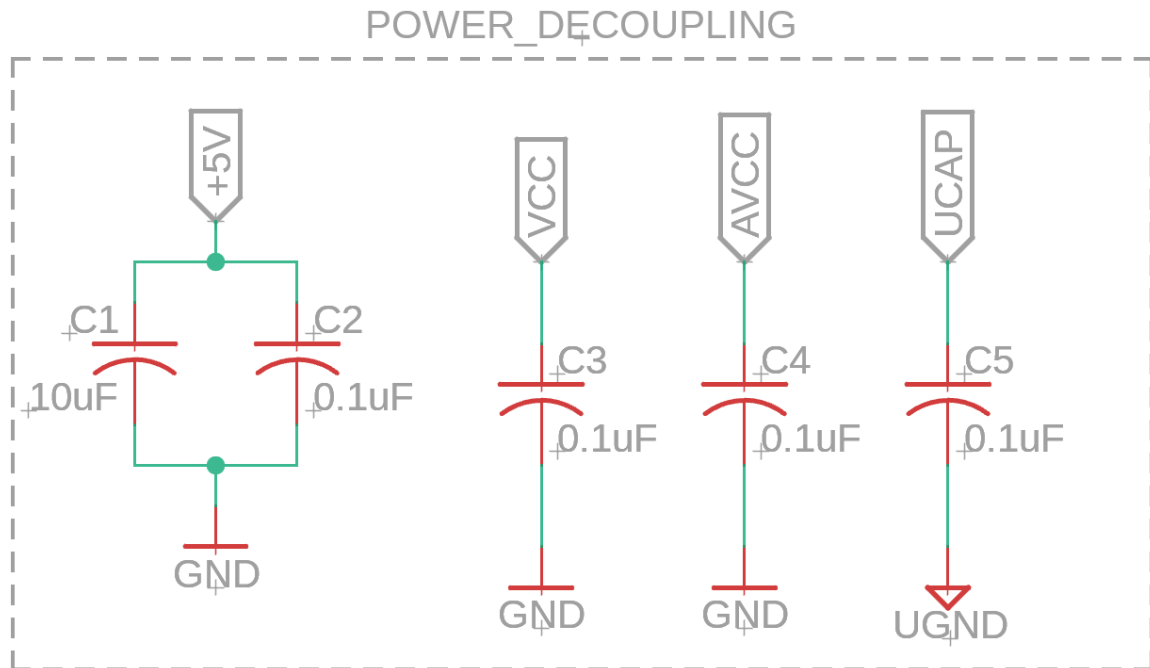 POWER_DECOUPLING
+5V
VCC
AVCC
UCAP
C1
C2
C3
C4
C5
10uF
0.1uF
0.1uF
0.1uF
0.1uF
GND
GND
GND
UGND